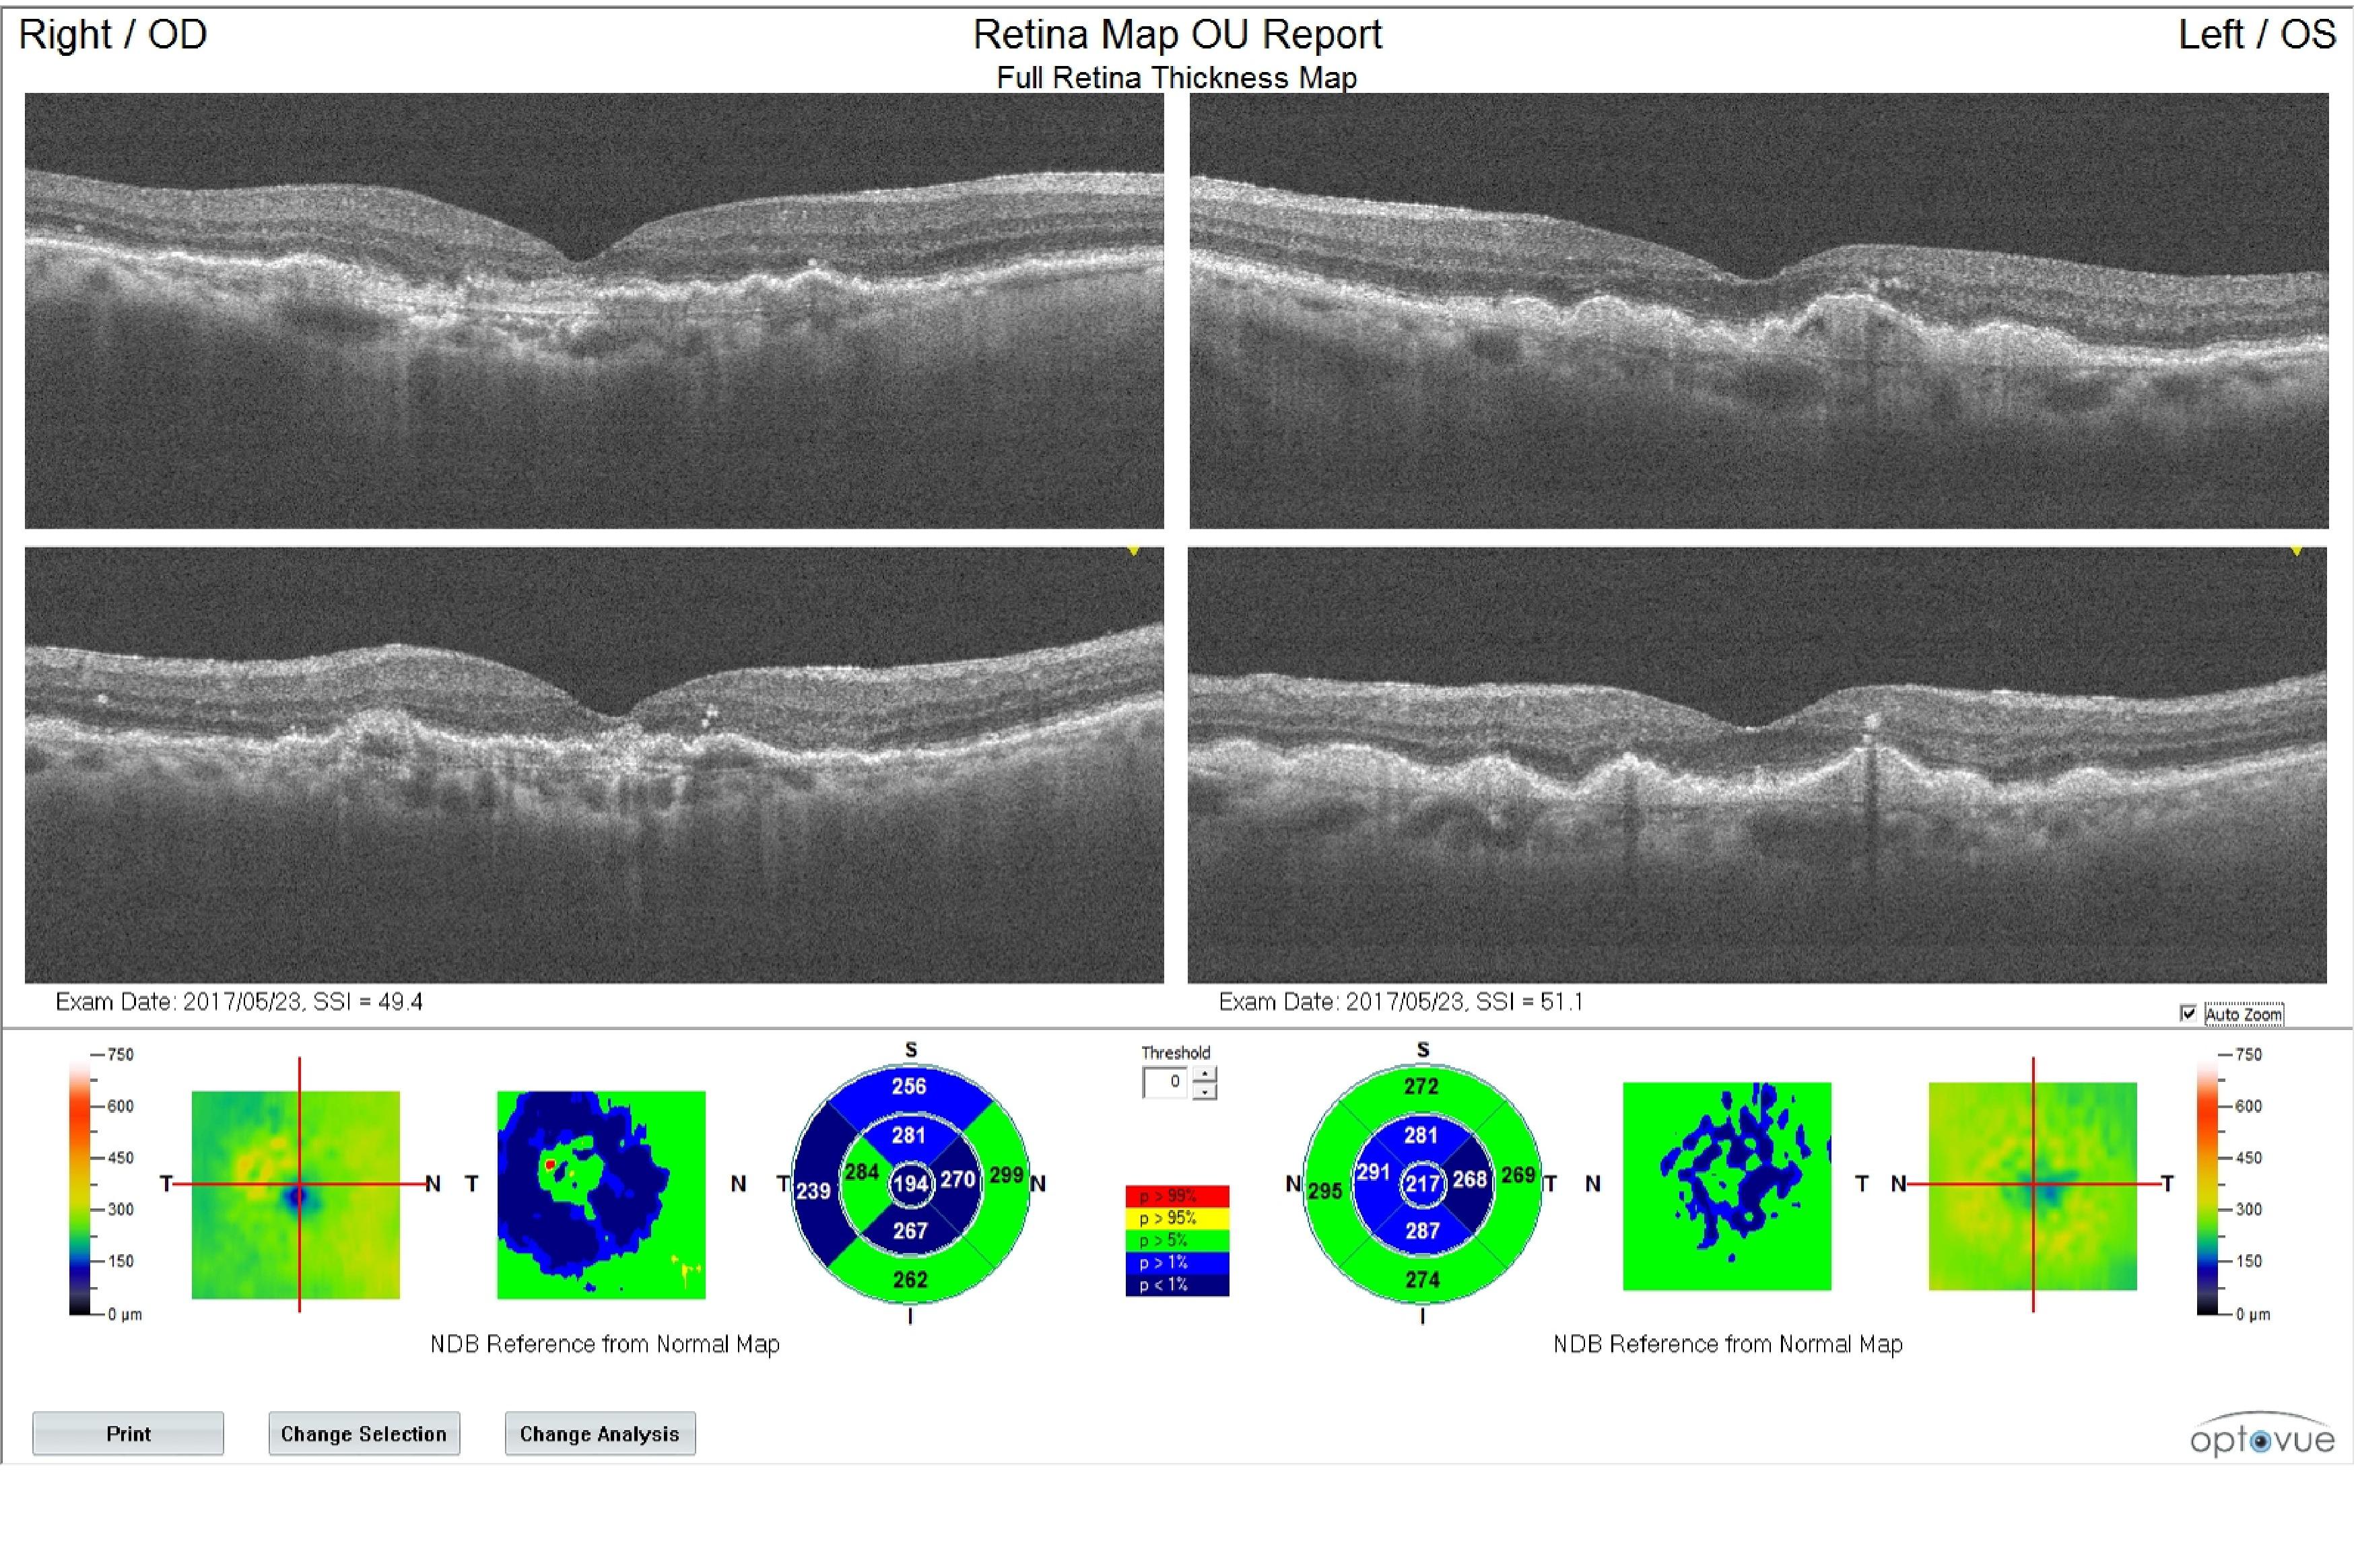 Right / OD
Retina Map OU Report
Left / OS
Full Retina Thickness Map
Exam Date: 2017/05/23, SSI = 49.4
Exam Date: 2017/05/23, SSI = 51.1
Auto Zoom
750
600
450
300
150
0 µm
T
N
T
N
S
256
281
T
239
284
194
270
299
N
267
262
I
NDB Reference from Normal Map
Threshold
0
p > 99%
p > 95%
p > 5%
p > 1%
p < 1%
S
272
281
N
295
291
217
268
269
T
287
274
I
N
T
N
T
NDB Reference from Normal Map
750
600
450
300
150
0 µm
Print
Change Selection
Change Analysis
optovue